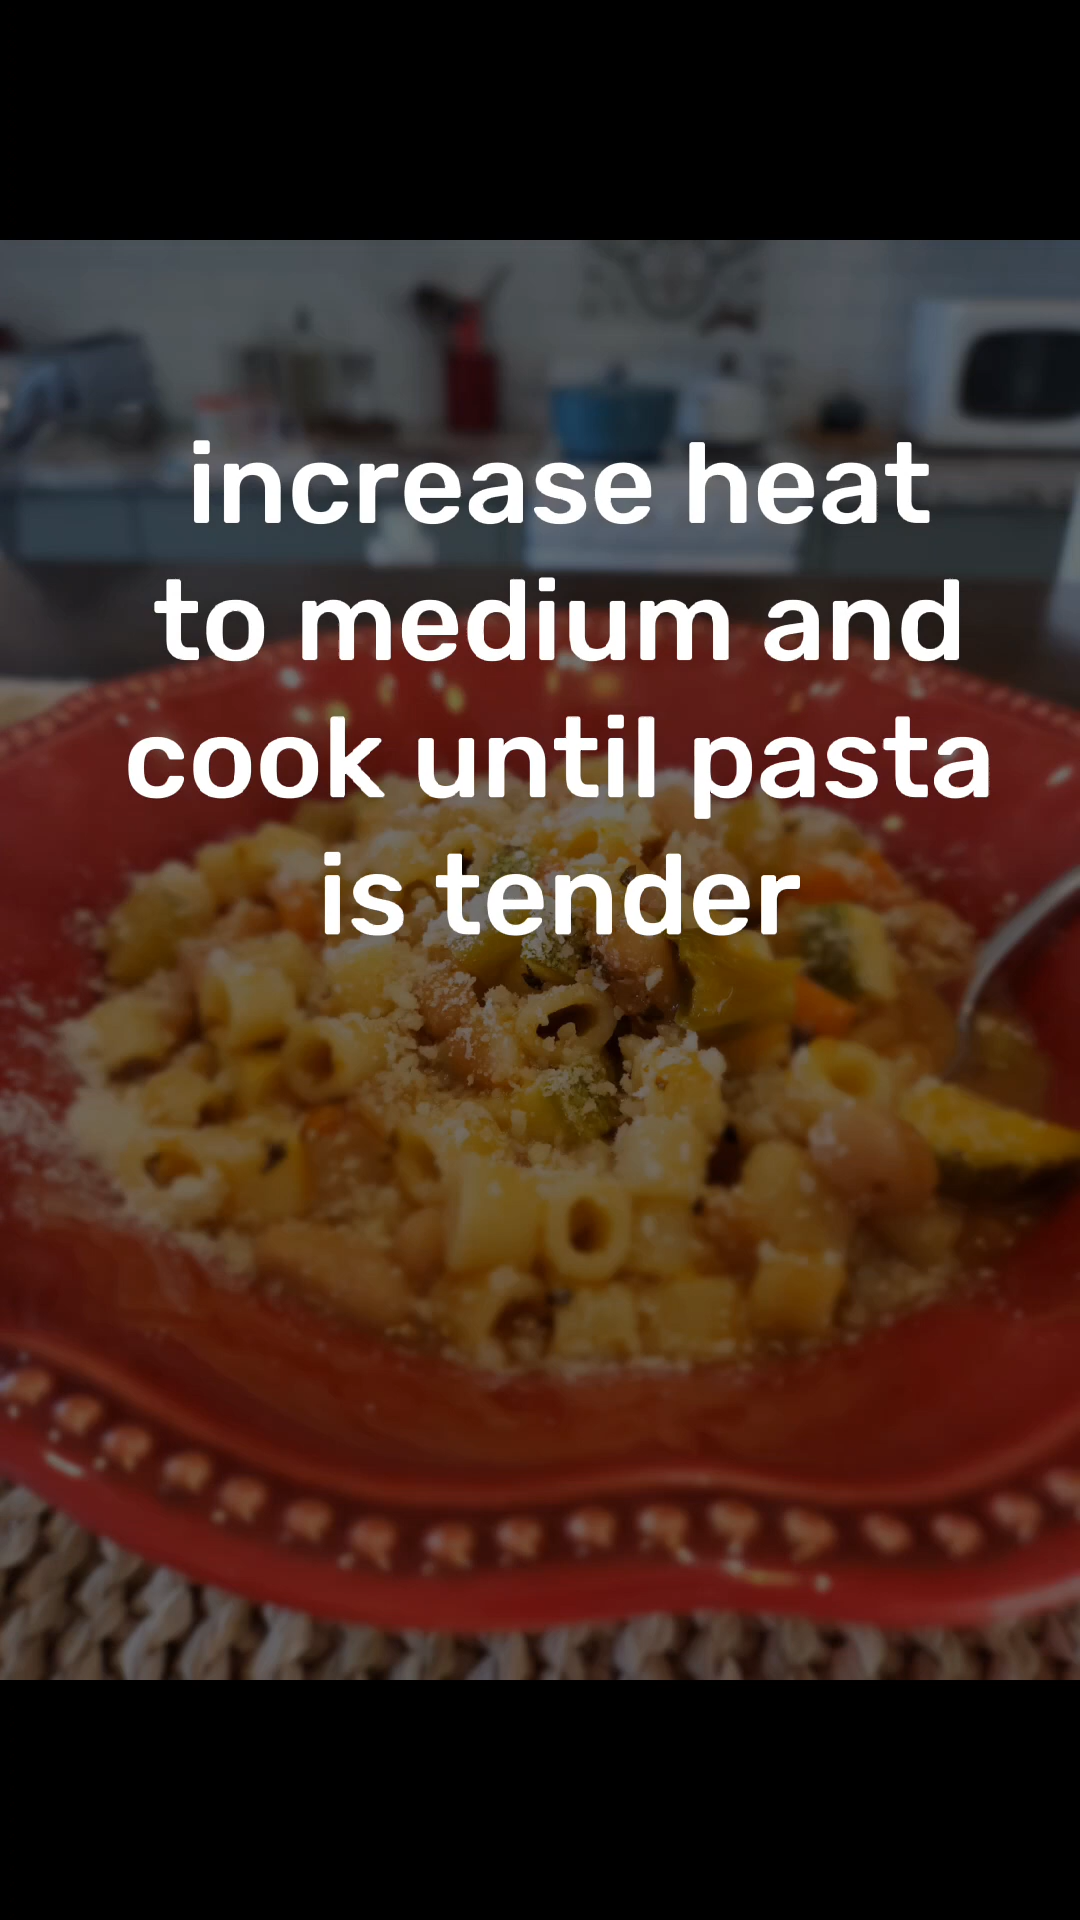 increase heat
to medium and
cook until pasta
is tender